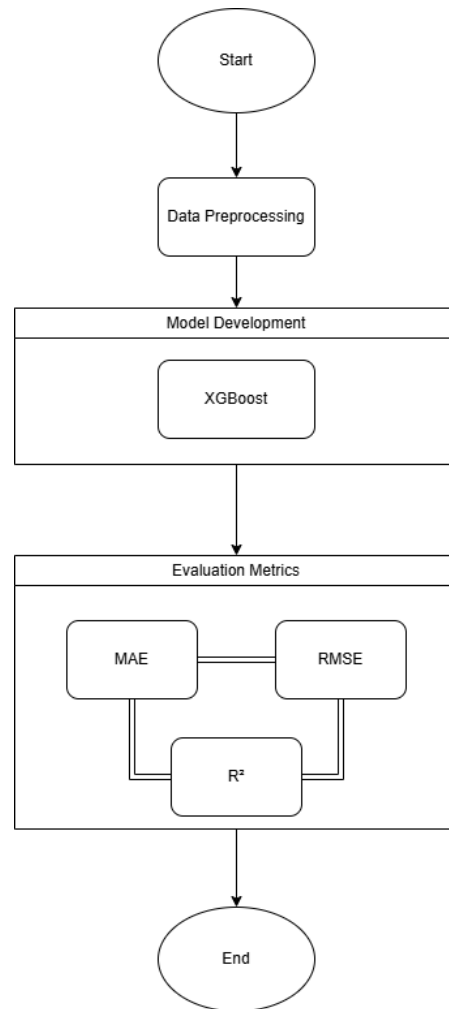 Start
Data Preprocessing
Model Development
XGBoost
Evaluation Metrics
MAE
RMSE
R²
End